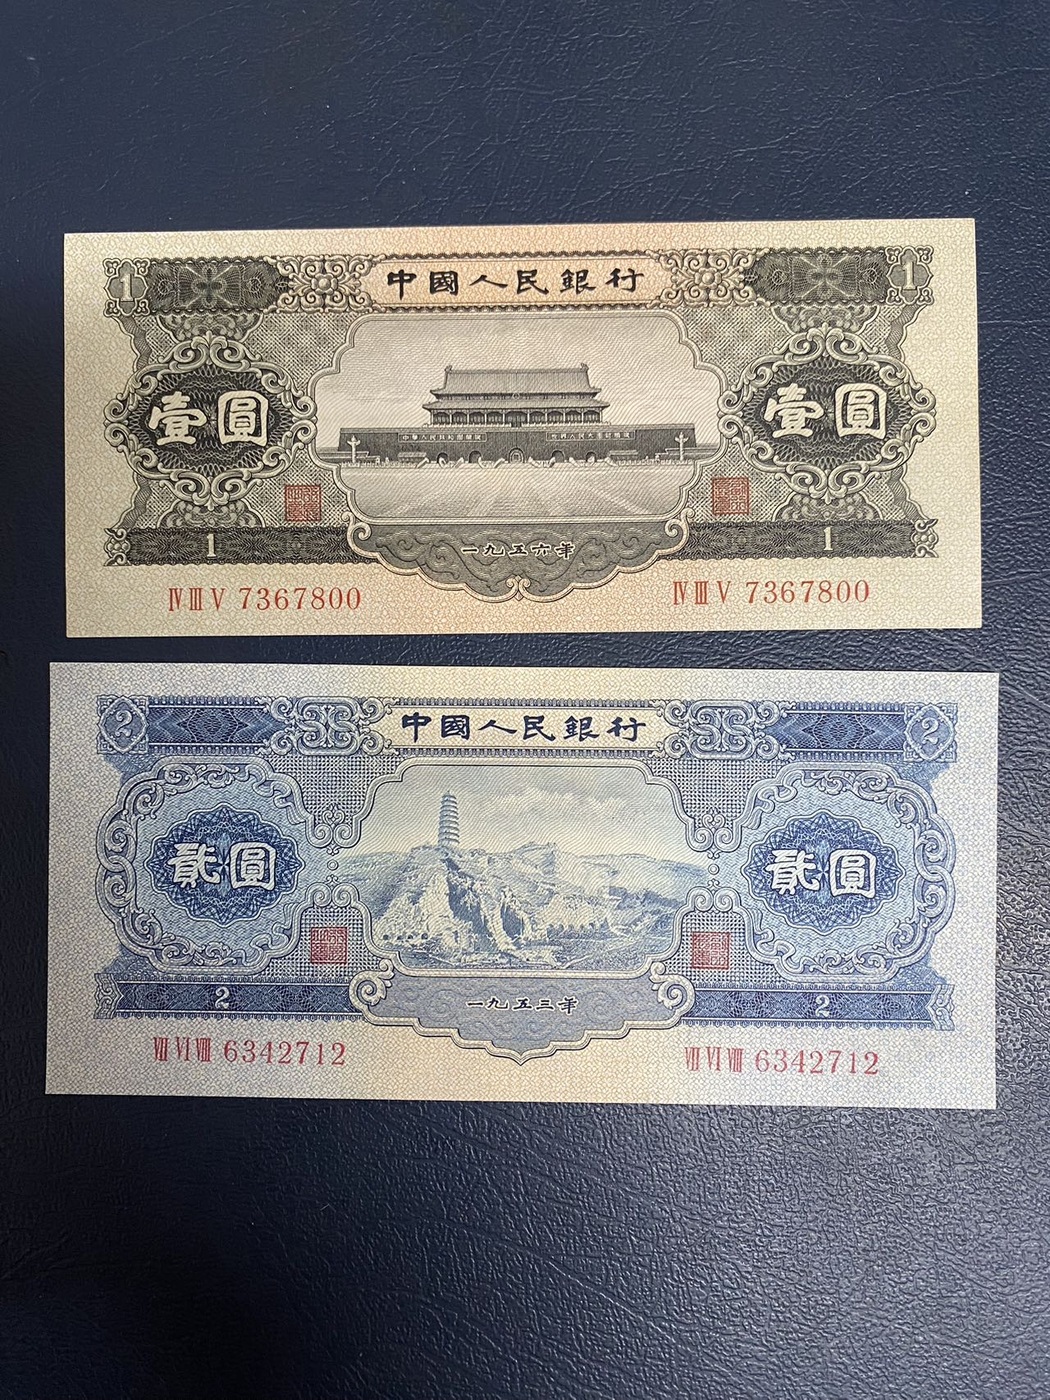 1 中國人民銀行 1
壹圓 壹圓
1 一九五六年 1
ⅣⅢⅤ 7367800 ⅣⅢⅤ 7367800
2 中國人民銀行 2
貳圓 貳圓
2 一九五三年 2
ⅦⅥⅧ 6342712 ⅦⅥⅧ 6342712